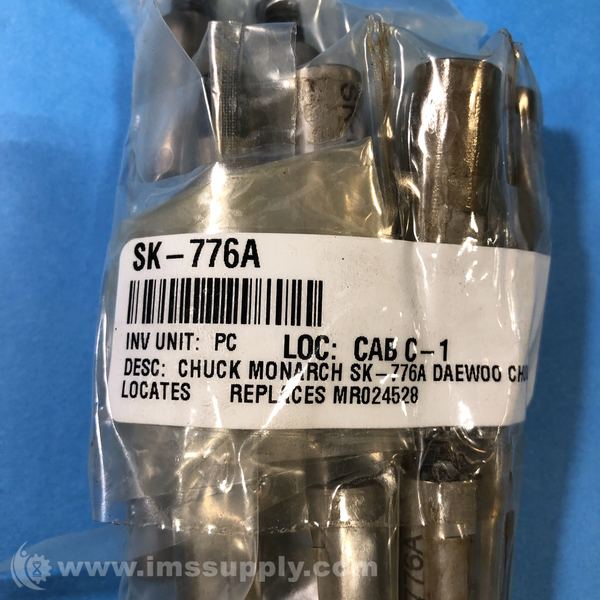 SK-776A
INV UNIT: PC LOC: CAB C-1
DESC: CHUCK MONARCH SK-776A DAEWOO
LOCATES REPLACES MR024528
776A
www.imssupply.com